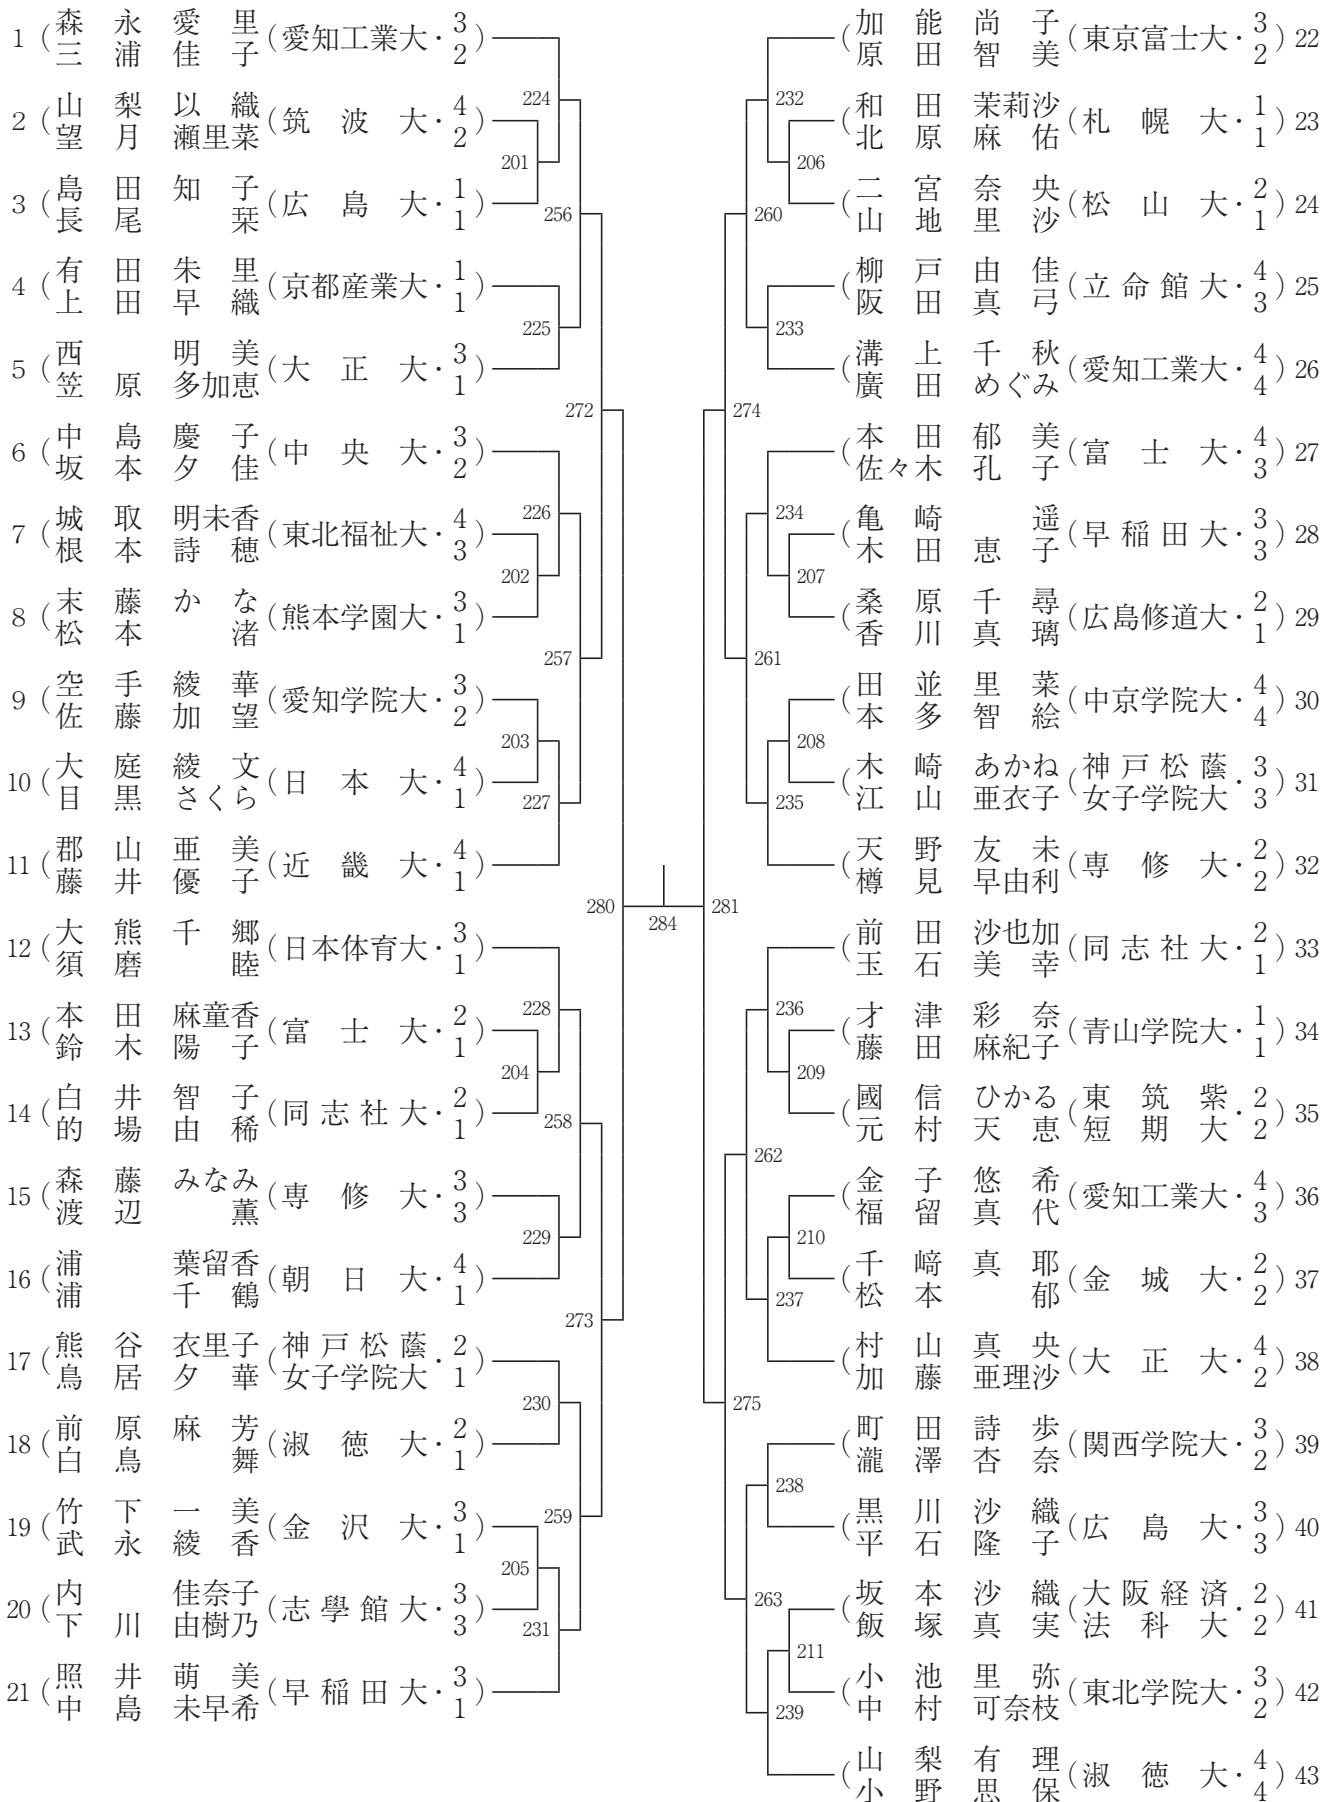 1 (森永愛里 三浦佳子)(愛知工業大・3 2)
2 (山梨以織 望月瀬里菜)(筑波大・4 2)
3 (島田知子 長尾栞)(広島大・1 1)
4 (有田朱里 上田早織)(京都産業大・1 1)
5 (西明美 笠原多加恵)(大正大・3 1)
6 (中島慶子 坂本夕佳)(中央大・3 2)
7 (城取明未香 根本詩穂)(東北福祉大・4 3)
8 (末藤かな 松本渚)(熊本学園大・3 1)
9 (空手綾華 佐藤加望)(愛知学院大・3 2)
10 (大庭綾文 目黒さくら)(日本大・4 1)
11 (郡山亜美 藤井優子)(近畿大・4 1)
12 (大熊千郷 須磨睦)(日本体育大・3 1)
13 (本田麻童香 鈴木陽子)(富士大・2 1)
14 (白井智子 的場由稀)(同志社大・2 1)
15 (森藤みなみ 渡辺薫)(専修大・3 3)
16 (浦葉留香 浦千鶴)(朝日大・4 1)
17 (熊谷衣里子 鳥居夕華)(神戸松蔭女子学院大・2 1)
18 (前原麻芳 白鳥舞)(淑徳大・2 1)
19 (竹下一美 武永綾香)(金沢大・3 1)
20 (内佳奈子 下川由樹乃)(志學館大・3 3)
21 (照井萌美 中島未早希)(早稲田大・3 1)
224
201
256
225
272
226
202
257
203
227
280
228
204
258
229
273
230
259
205
231
284
281
232
206
260
233
274
234
207
261
208
235
236
209
262
210
237
275
238
263
211
239
(加能尚子 原田智美)(東京富士大・3 2) 22
(和田茉莉沙 北原麻佑)(札幌大・1 1) 23
(二宮奈央 山地里沙)(松山大・2 1) 24
(柳戸由佳 阪田真弓)(立命館大・4 3) 25
(溝上千秋 廣田めぐみ)(愛知工業大・4 4) 26
(本田郁美 佐々木孔子)(富士大・4 3) 27
(亀崎遥 木田恵子)(早稲田大・3 3) 28
(桑原千尋 香川真璃)(広島修道大・2 1) 29
(田並里菜 本多智絵)(中京学院大・4 4) 30
(木崎あかね 江山亜衣子)(神戸松蔭女子学院大・3 3) 31
(天野友未 樽見早由利)(専修大・2 2) 32
(前田沙也加 玉石美幸)(同志社大・2 1) 33
(才津彩奈 藤田麻紀子)(青山学院大・1 1) 34
(國信ひかる 元村天恵)(東筑紫短期大・2 2) 35
(金子悠希 福留真代)(愛知工業大・4 3) 36
(千﨑真耶 松本郁)(金城大・2 2) 37
(村山真央 加藤亜理沙)(大正大・4 2) 38
(町田詩歩 瀧澤杏奈)(関西学院大・3 2) 39
(黒川沙織 平石隆子)(広島大・3 3) 40
(坂本沙織 飯塚真実)(大阪経済法科大・2 2) 41
(小池里弥 中村可奈枝)(東北学院大・3 2) 42
(山梨有理 小野思保)(淑徳大・4 4) 43